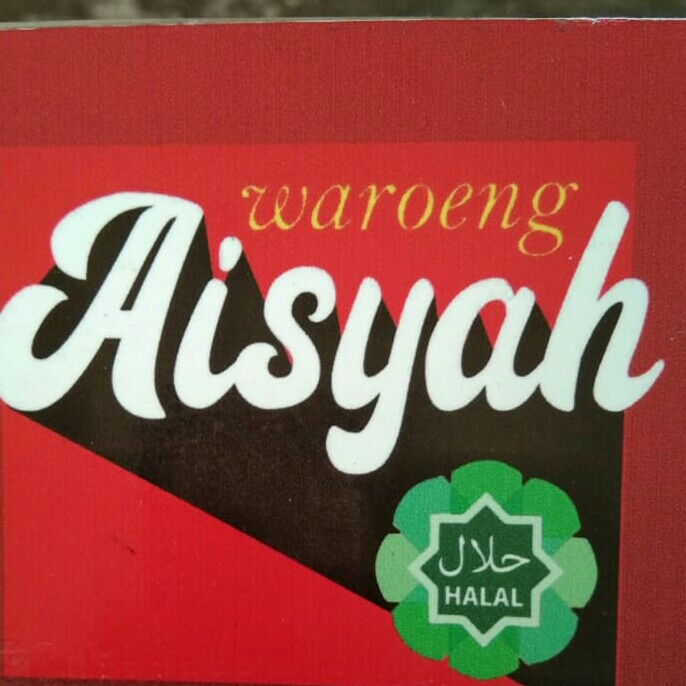 waroeng
Aisyah
حلال
HALAL